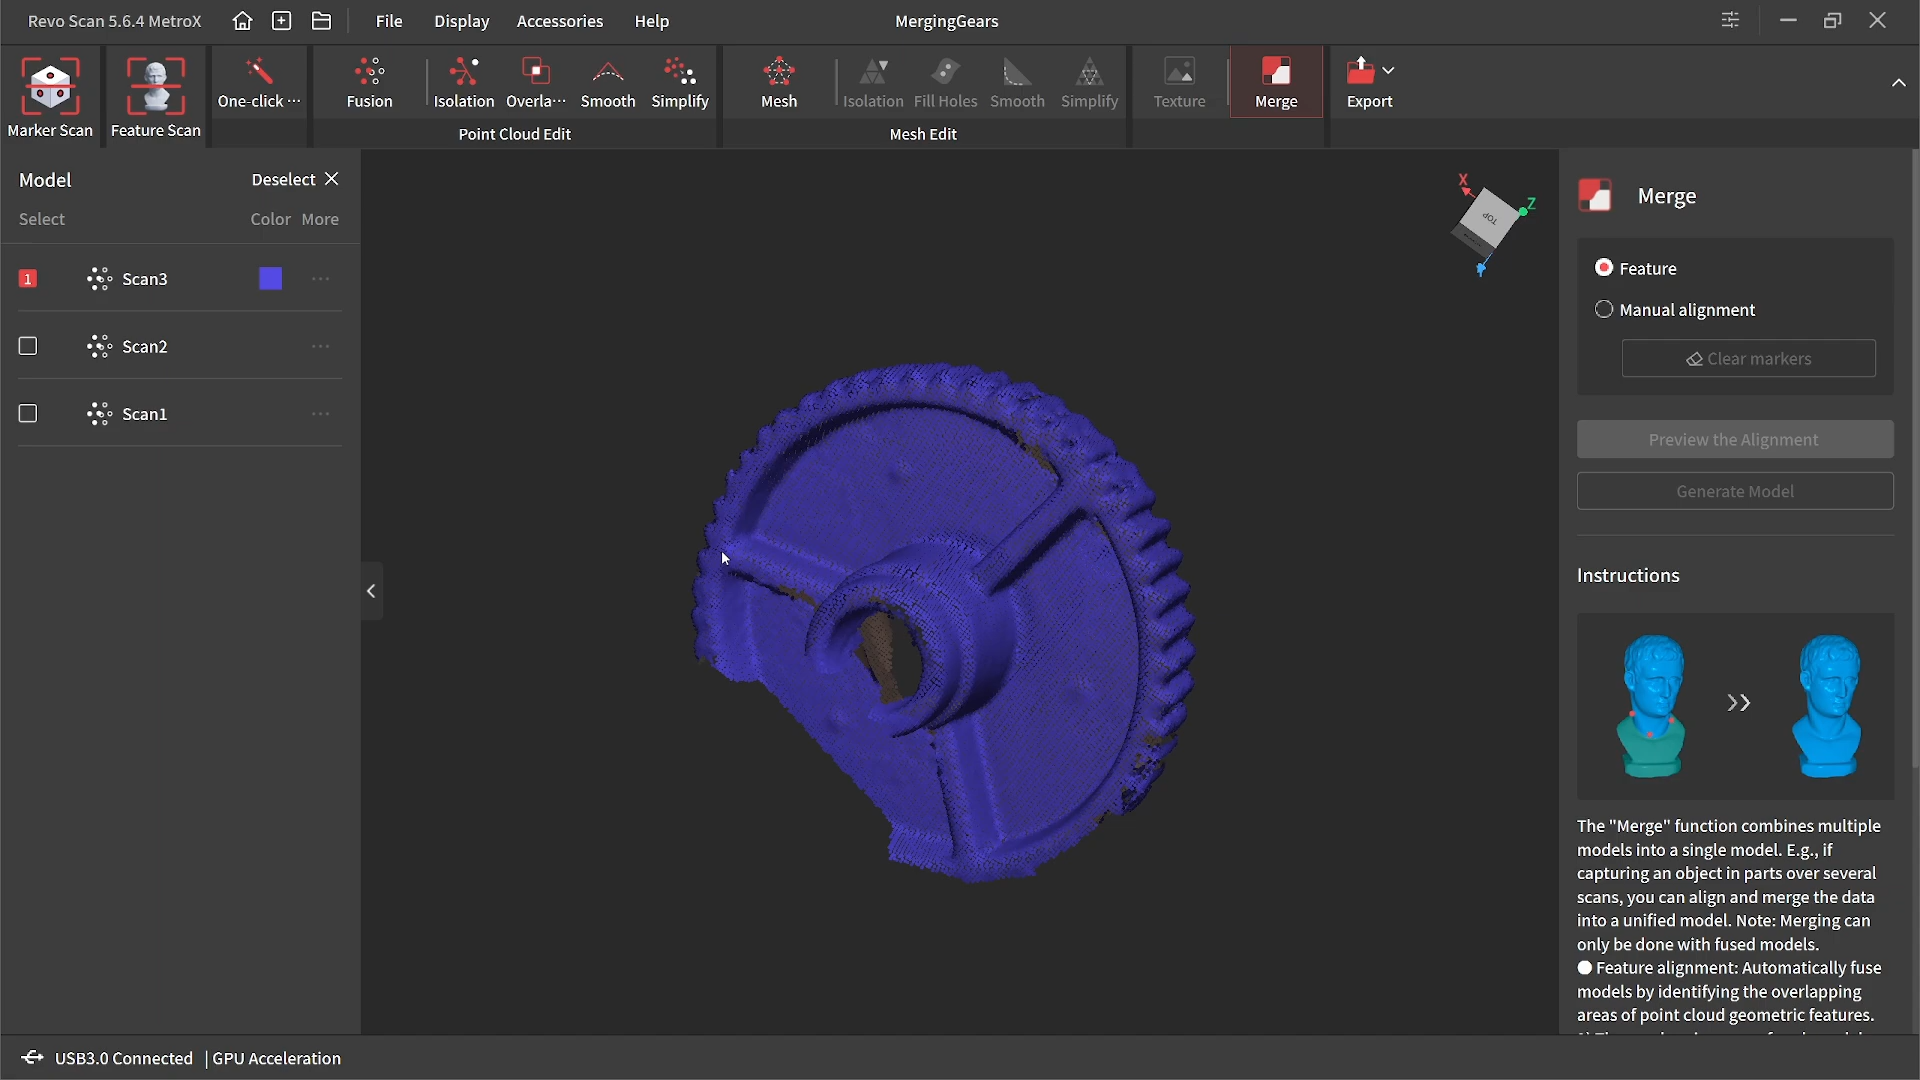 Revo Scan 5.6.4 MetroX
File
Display
Accessories
Help
MergingGears
Marker Scan
Feature Scan
One-click ···
Fusion
Isolation
Overla···
Smooth
Simplify
Mesh
Isolation
Fill Holes
Smooth
Simplify
Texture
Merge
Export
Point Cloud Edit
Mesh Edit
Model
Deselect
Select
Color
More
1
Scan3
Scan2
Scan1
X
Z
TOP
Merge
Feature
Manual alignment
Clear markers
Preview the Alignment
Generate Model
Instructions
The "Merge" function combines multiple
models into a single model. E.g., if
capturing an object in parts over several
scans, you can align and merge the data
into a unified model. Note: Merging can
only be done with fused models.
Feature alignment: Automatically fuse
models by identifying the overlapping
areas of point cloud geometric features.
USB3.0 Connected
GPU Acceleration